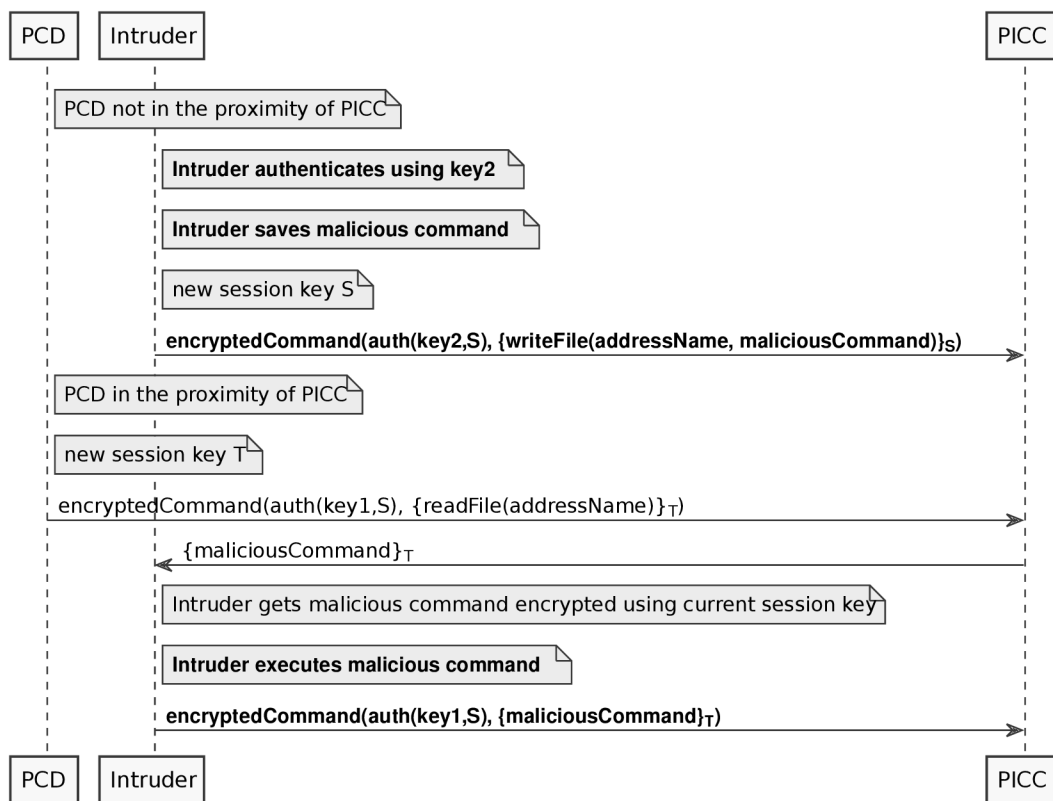 PCD Intruder PICC
PCD not in the proximity of PICC
Intruder authenticates using key2
Intruder saves malicious command
new session key S
encryptedCommand(auth(key2,S), {writeFile(addressName, maliciousCommand)}S)
PCD in the proximity of PICC
new session key T
encryptedCommand(auth(key1,S), {readFile(addressName)}T)
{maliciousCommand}T
Intruder gets malicious command encrypted using current session key
Intruder executes malicious command
encryptedCommand(auth(key1,S), {maliciousCommand}T)
PCD Intruder PICC